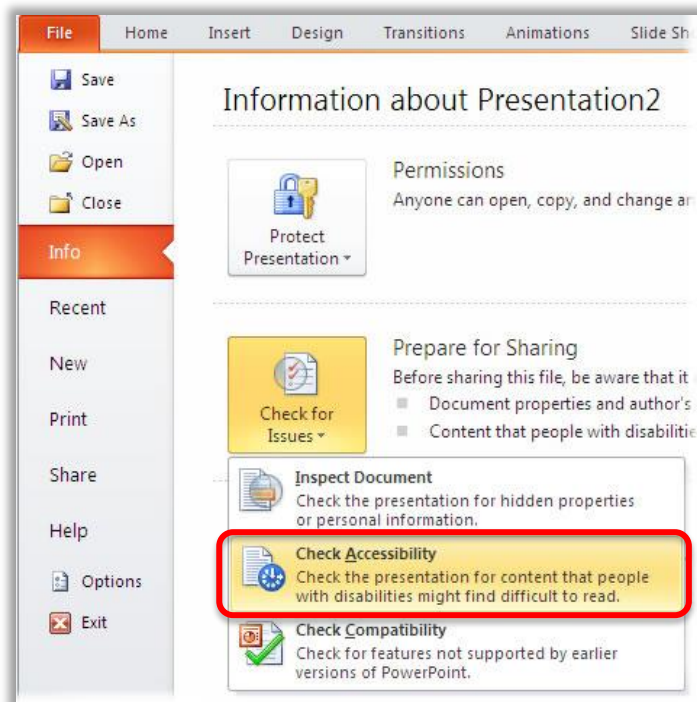 File Home Insert Design Transitions Animations Slide Sh
Save
Save As
Open
Close
Info
Recent
New
Print
Share
Help
Options
Exit
Information about Presentation2
Protect
Presentation
Permissions
Anyone can open, copy, and change
Check for
Issues
Prepare for Sharing
Before sharing this file, be aware that it
Document properties and author's
Content that people with
Inspect Document
Check the presentation for hidden properties
or personal information.
Check Accessibility
Check the presentation for content that people
with disabilities might find difficult to read.
Check Compatibility
Check for features not supported by earlier
versions of PowerPoint.